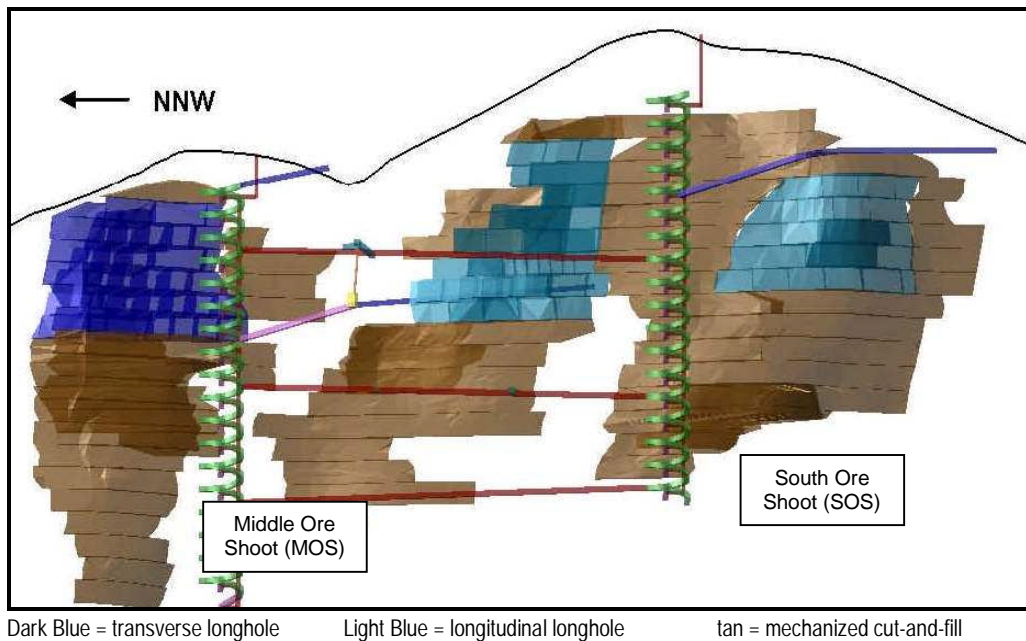 NNW
South Ore
Shoot (SOS)
Middle Ore
Shoot (MOS)
Dark Blue = transverse longhole Light Blue = longitudinal longhole tan = mechanized cut-and-fill